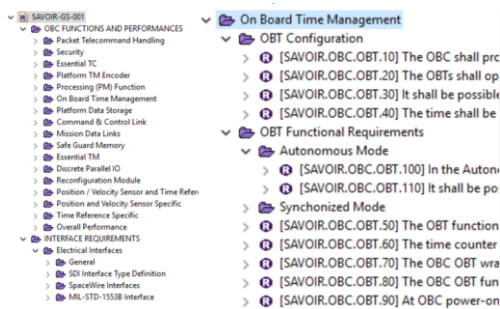 SAVOIR-GS-001
OBC FUNCTIONS AND PERFORMANCES
Packet Telecommand Handling
Security
Essential TC
Platform TM Encoder
Processing (PM) Function
On Board Time Management
Platform Data Storage
Command & Control Link
Mission Data Links
Safe Guard Memory
Essential TM
Discrete Parallel IO
Reconfiguration Module
Position / Velocity Sensor and Time Refer
Position and Velocity Sensor Specific
Time Reference Specific
Overall Performance
INTERFACE REQUIREMENTS
Electrical Interfaces
General
SDI Interface Type Definition
SpaceWire Interfaces
MIL-STD-1553B Interface
On Board Time Management
OBT Configuration
[SAVOIR.OBC.OBT.10] The OBC shall prc
[SAVOIR.OBC.OBT.20] The OBTs shall op
[SAVOIR.OBC.OBT.30] It shall be possible
[SAVOIR.OBC.OBT.40] The time shall be
OBT Functional Requirements
Autonomous Mode
[SAVOIR.OBC.OBT.100] In the Auton
[SAVOIR.OBC.OBT.110] It shall be po
Synchonized Mode
[SAVOIR.OBC.OBT.50] The OBT function
[SAVOIR.OBC.OBT.60] The time counter
[SAVOIR.OBC.OBT.70] The OBC OBT wra
[SAVOIR.OBC.OBT.80] The OBC OBT fun
[SAVOIR.OBC.OBT.90] At OBC power-on